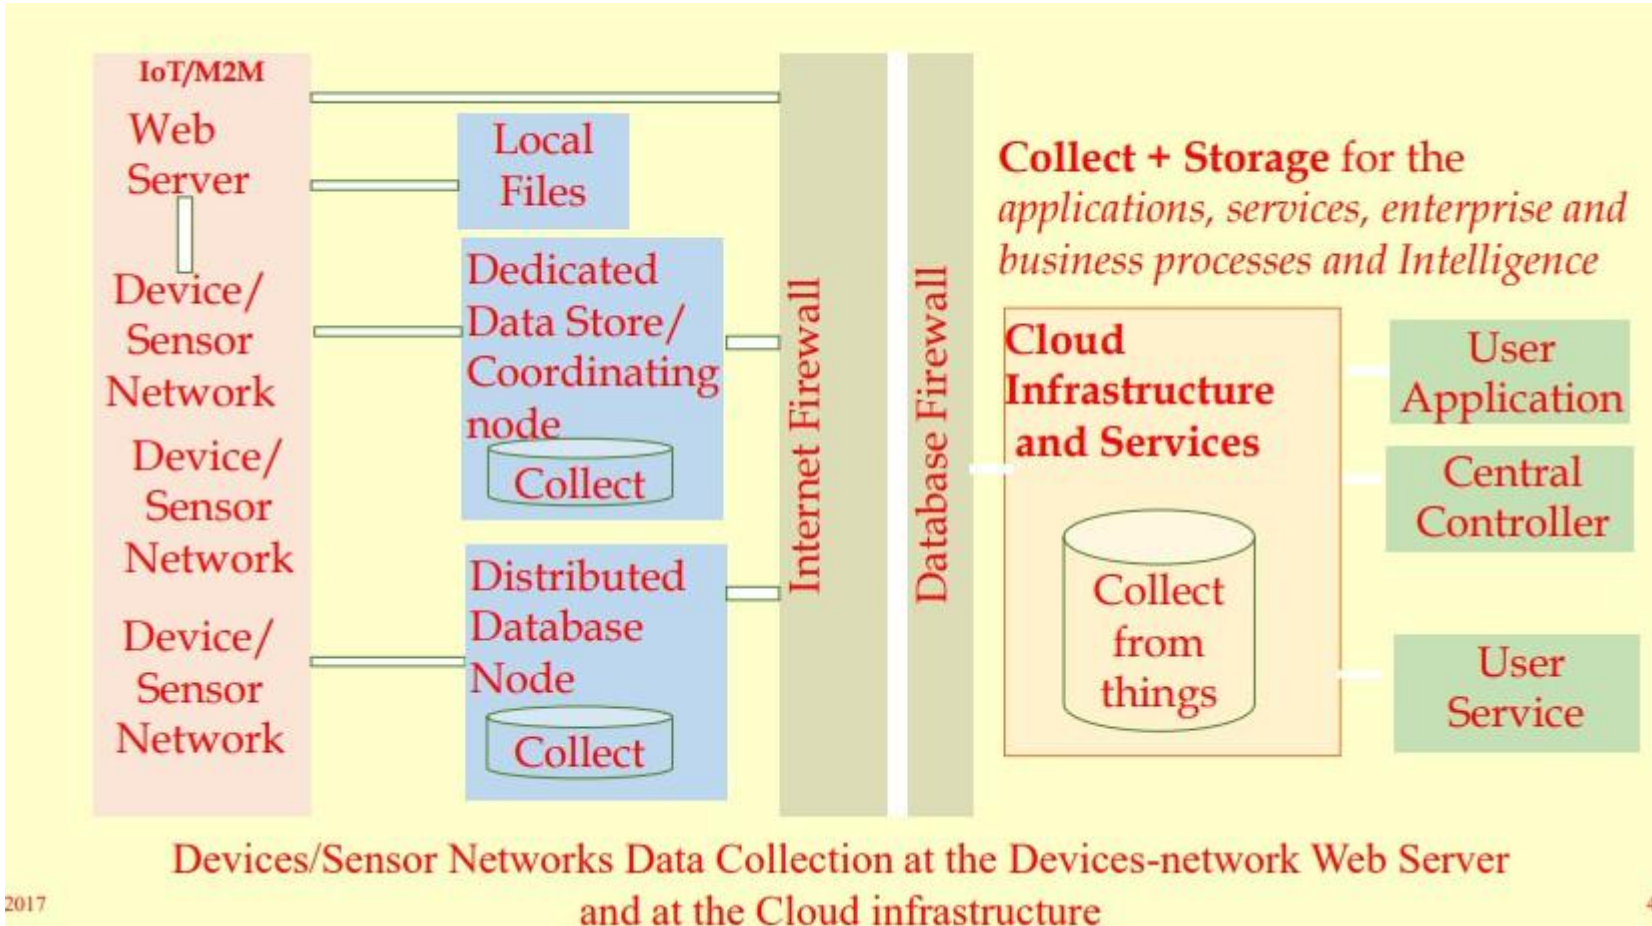 IoT/M2M
Web
Server
Device/
Sensor
Network
Device/
Sensor
Network
Device/
Sensor
Network
Local
Files
Dedicated
Data Store/
Coordinating
node
Collect
Distributed
Database
Node
Collect
Internet Firewall
Database Firewall
Collect + Storage for the
applications, services, enterprise and
business processes and Intelligence
Cloud
Infrastructure
and Services
Collect
from
things
User
Application
Central
Controller
User
Service
Devices/Sensor Networks Data Collection at the Devices-network Web Server
and at the Cloud infrastructure
2017